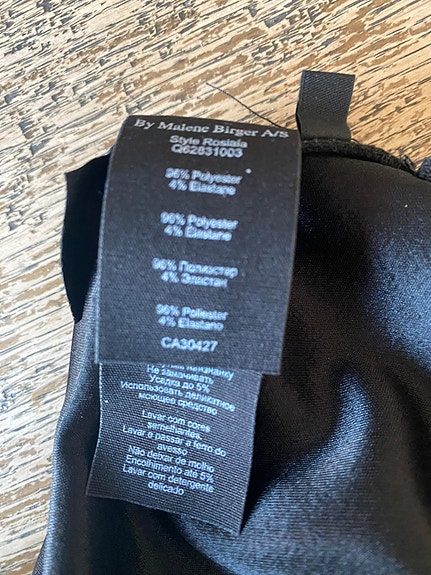 By Malene Birger A/S
Style Rosiala
Q62831003
96% Polyester
4% Elastane
96% Polyester
4% Elastane
96% Полиэстер
4% Эластан
96% Poliester
4% Elastano
CA30427
Не замачивать
Усадка до 5%
Использовать деликатное
моющее средство
Lavar com cores
semelhantes.
Lavar e passar a ferro do
avesso
Não deixar de molho
Encolhimento até 5%
Lavar com detergente
delicado